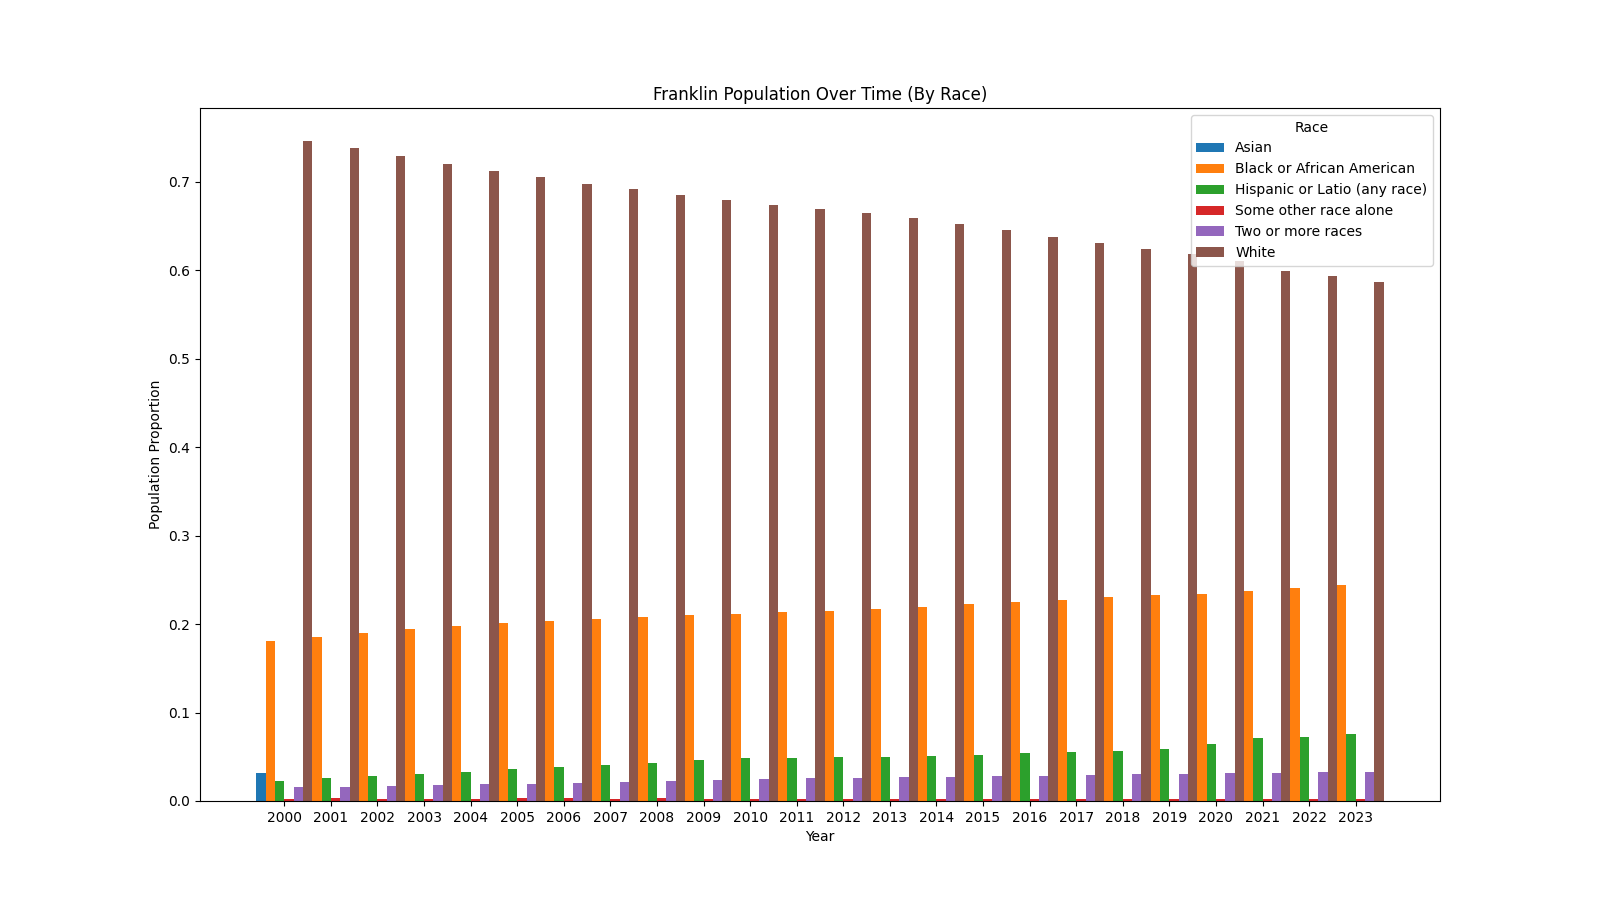 Franklin Population Over Time (By Race)
Race
Asian
Black or African American
Hispanic or Latio (any race)
Some other race alone
Two or more races
White
Population Proportion
0.7
0.6
0.5
0.4
0.3
0.2
0.1
0.0
2000 2001 2002 2003 2004 2005 2006 2007 2008 2009 2010 2011 2012 2013 2014 2015 2016 2017 2018 2019 2020 2021 2022 2023
Year